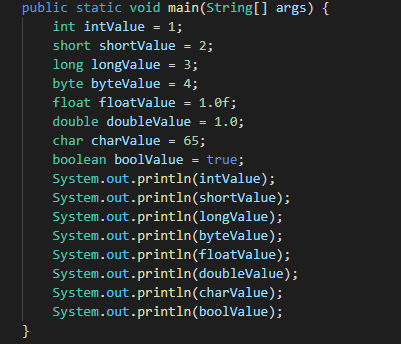 public static void main(String[] args) {
    int intValue = 1;
    short shortValue = 2;
    long longValue = 3;
    byte byteValue = 4;
    float floatValue = 1.0f;
    double doubleValue = 1.0;
    char charValue = 65;
    boolean boolValue = true;
    System.out.println(intValue);
    System.out.println(shortValue);
    System.out.println(longValue);
    System.out.println(byteValue);
    System.out.println(floatValue);
    System.out.println(doubleValue);
    System.out.println(charValue);
    System.out.println(boolValue);
}